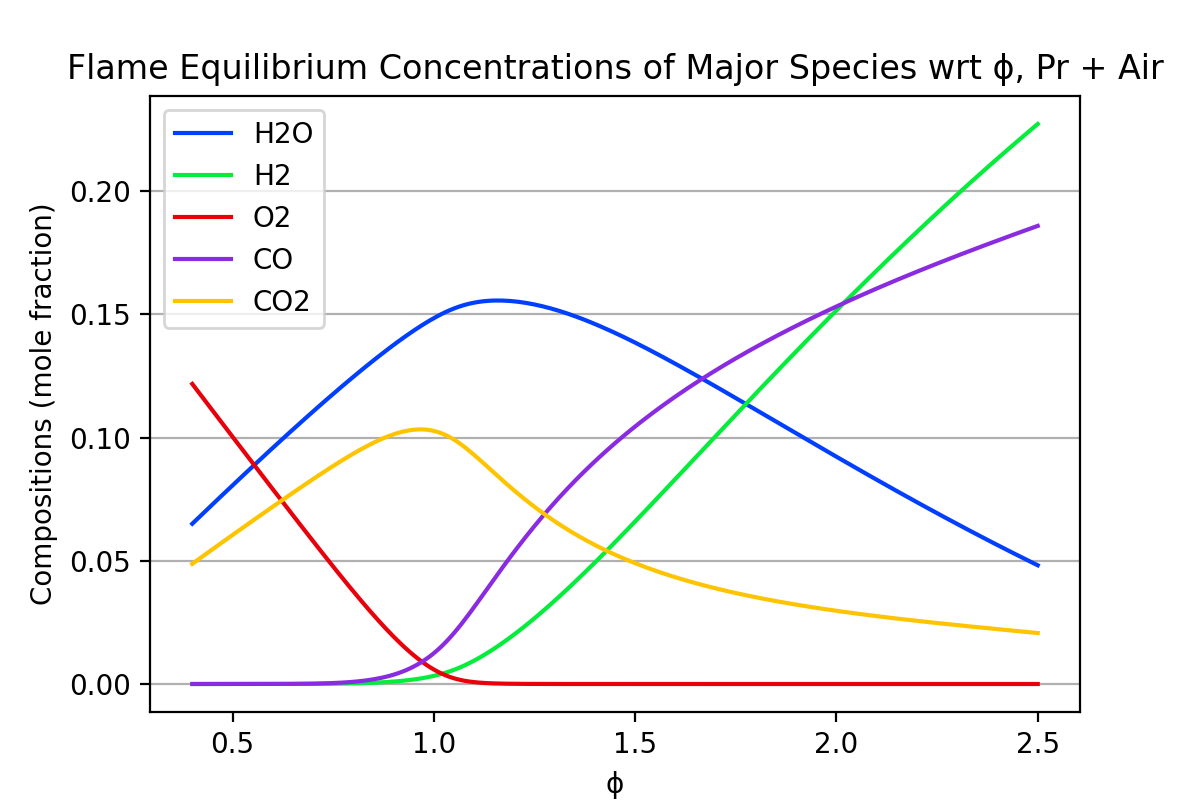 Flame Equilibrium Concentrations of Major Species wrt ϕ, Pr + Air
H2O
H2
O2
CO
CO2
Compositions (mole fraction)
0.20
0.15
0.10
0.05
0.00
0.5
1.0
1.5
2.0
2.5
ϕ